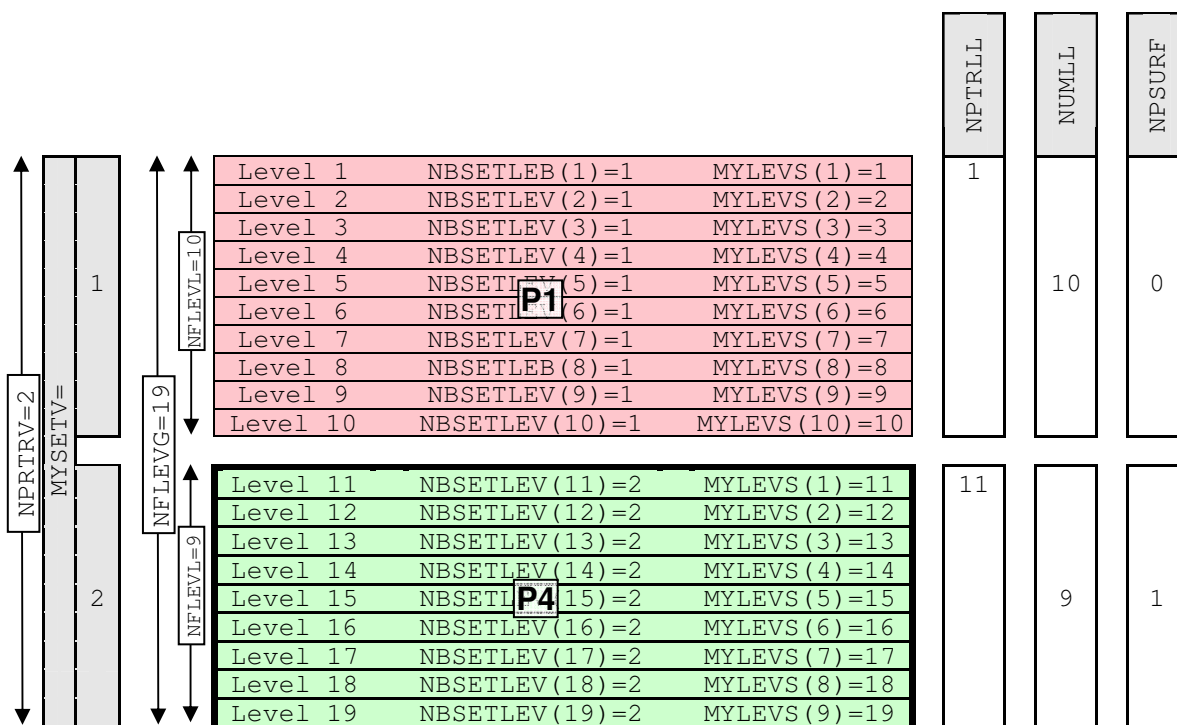 NPTRLL
NUMLL
NPSURF
NPRTRV=2
MYSETV=
1
NFLEVG=19
NFLEVL=10
Level 1 NBSETLEB(1)=1 MYLEVS(1)=1
Level 2 NBSETLEV(2)=1 MYLEVS(2)=2
Level 3 NBSETLEV(3)=1 MYLEVS(3)=3
Level 4 NBSETLEV(4)=1 MYLEVS(4)=4
Level 5 NBSETLEV(5)=1 MYLEVS(5)=5
P1
Level 6 NBSETLEV(6)=1 MYLEVS(6)=6
Level 7 NBSETLEV(7)=1 MYLEVS(7)=7
Level 8 NBSETLEB(8)=1 MYLEVS(8)=8
Level 9 NBSETLEV(9)=1 MYLEVS(9)=9
Level 10 NBSETLEV(10)=1 MYLEVS(10)=10
1
10
0
2
NFLEVL=9
Level 11 NBSETLEV(11)=2 MYLEVS(1)=11
Level 12 NBSETLEV(12)=2 MYLEVS(2)=12
Level 13 NBSETLEV(13)=2 MYLEVS(3)=13
Level 14 NBSETLEV(14)=2 MYLEVS(4)=14
P4
Level 15 NBSETLEV(15)=2 MYLEVS(5)=15
Level 16 NBSETLEV(16)=2 MYLEVS(6)=16
Level 17 NBSETLEV(17)=2 MYLEVS(7)=17
Level 18 NBSETLEV(18)=2 MYLEVS(8)=18
Level 19 NBSETLEV(19)=2 MYLEVS(9)=19
11
9
1